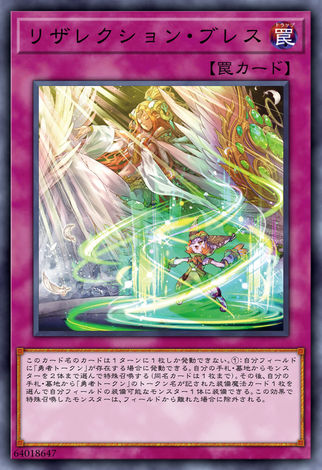 リザレクション・ブレス
トラップ
罠
【罠カード】
このカード名のカードは１ターンに１枚しか発動できない。①：自分フィールド
に「勇者トークン」が存在する場合に発動できる。自分の手札・墓地からモンス
ターを２体まで選んで特殊召喚する（同名カードは１枚まで）。その後、自分の
手札・墓地から「勇者トークン」のトークン名が記された装備魔法カード１枚を
選んで自分フィールドの装備可能なモンスター１体に装備できる。この効果で
特殊召喚したモンスターは、フィールドから離れた場合に除外される。
64018647